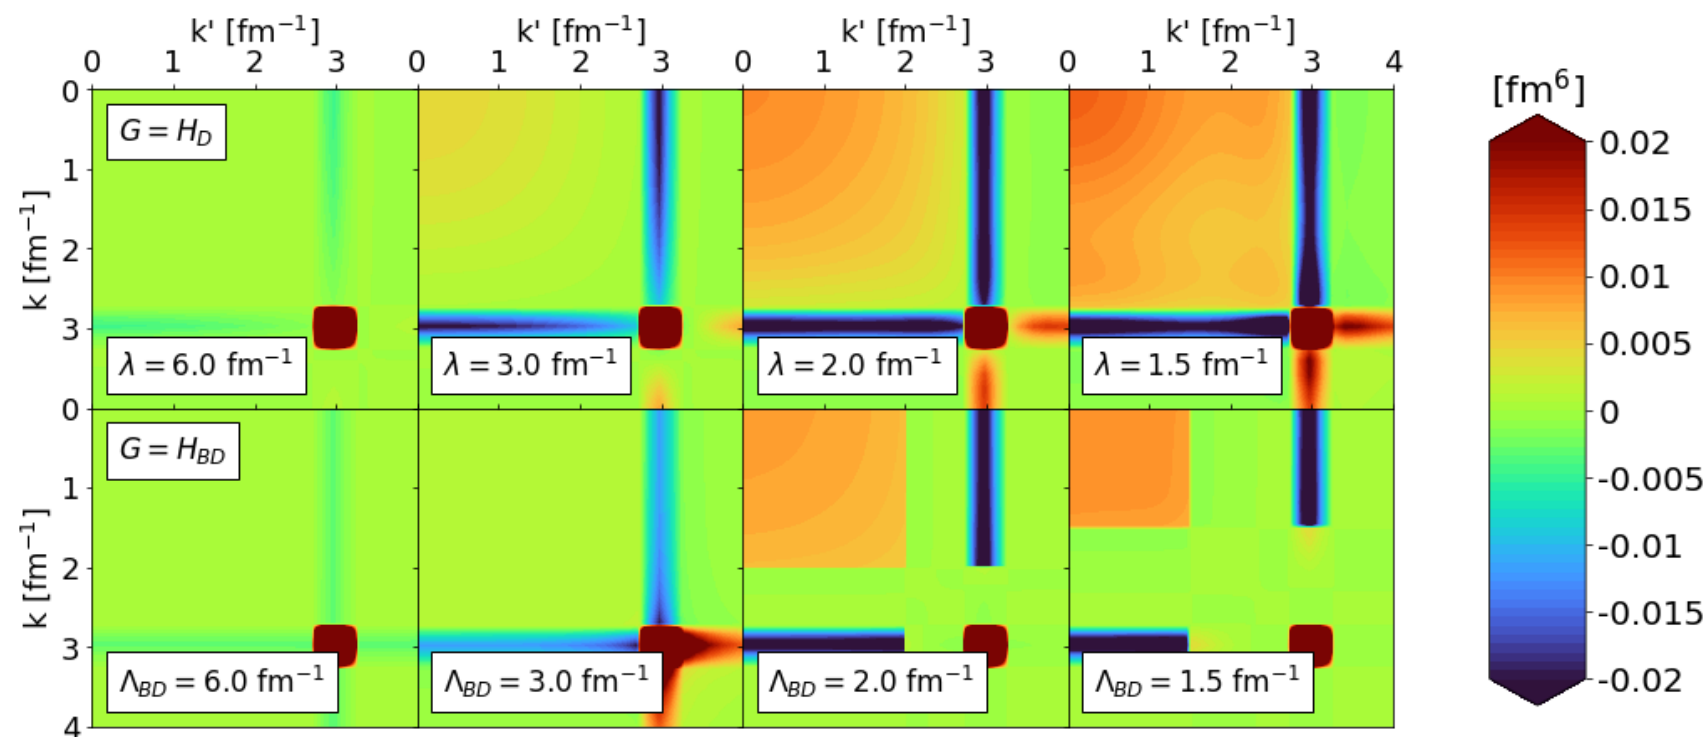 k' [fm⁻¹] k' [fm⁻¹] k' [fm⁻¹] k' [fm⁻¹]
0 1 2 3 0 1 2 3 0 1 2 3 0 1 2 3 4
[fm⁶]
0
G = H_D
1
k [fm⁻¹]
2
3
λ = 6.0 fm⁻¹ λ = 3.0 fm⁻¹ λ = 2.0 fm⁻¹ λ = 1.5 fm⁻¹
0
G = H_BD
1
k [fm⁻¹]
2
3
Λ_BD = 6.0 fm⁻¹ Λ_BD = 3.0 fm⁻¹ Λ_BD = 2.0 fm⁻¹ Λ_BD = 1.5 fm⁻¹
4
0.02
0.015
0.01
0.005
0
-0.005
-0.01
-0.015
-0.02